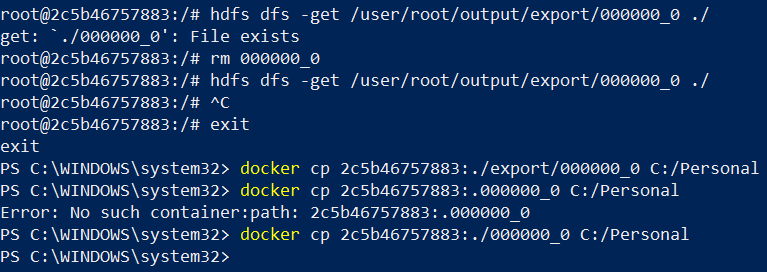 root@2c5b46757883:/# hdfs dfs -get /user/root/output/export/000000_0 ./
get: `./000000_0': File exists
root@2c5b46757883:/# rm 000000_0
root@2c5b46757883:/# hdfs dfs -get /user/root/output/export/000000_0 ./
root@2c5b46757883:/# ^C
root@2c5b46757883:/# exit
exit
PS C:\WINDOWS\system32> docker cp 2c5b46757883:./export/000000_0 C:/Personal
PS C:\WINDOWS\system32> docker cp 2c5b46757883:.000000_0 C:/Personal
Error: No such container:path: 2c5b46757883:.000000_0
PS C:\WINDOWS\system32> docker cp 2c5b46757883:./000000_0 C:/Personal
PS C:\WINDOWS\system32>